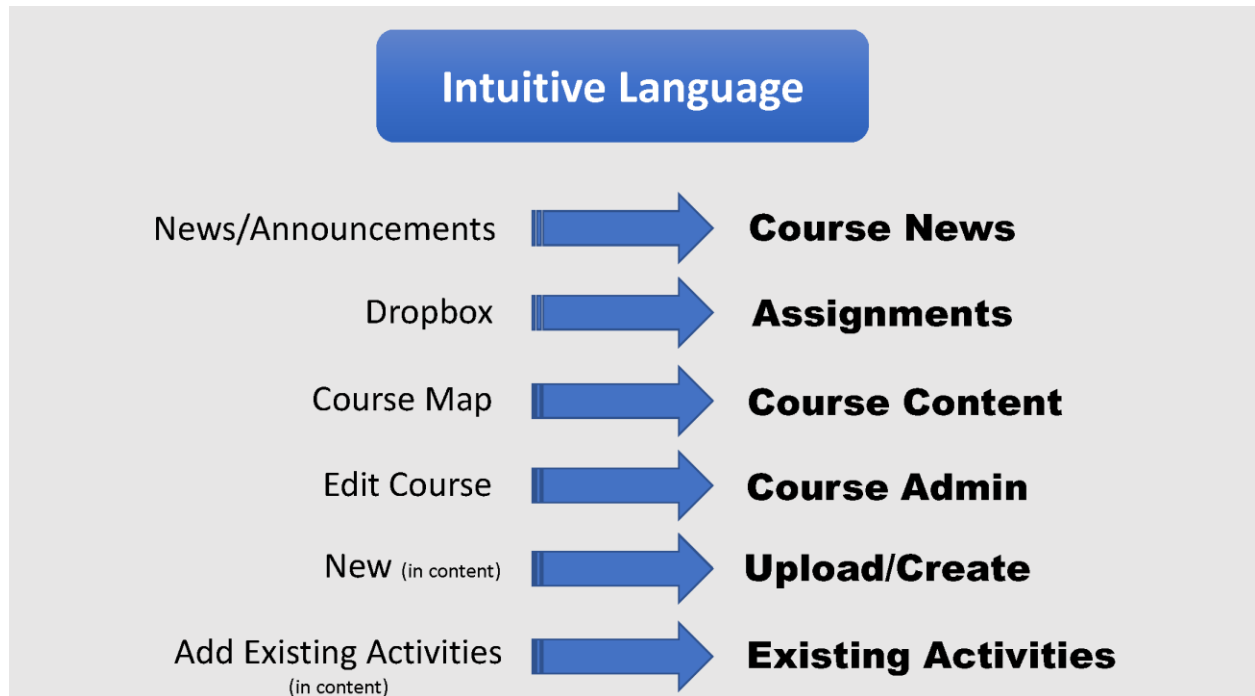 Intuitive Language
News/Announcements Course News
Dropbox Assignments
Course Map Course Content
Edit Course Course Admin
New (in content) Upload/Create
Add Existing Activities Existing Activities
(in content)